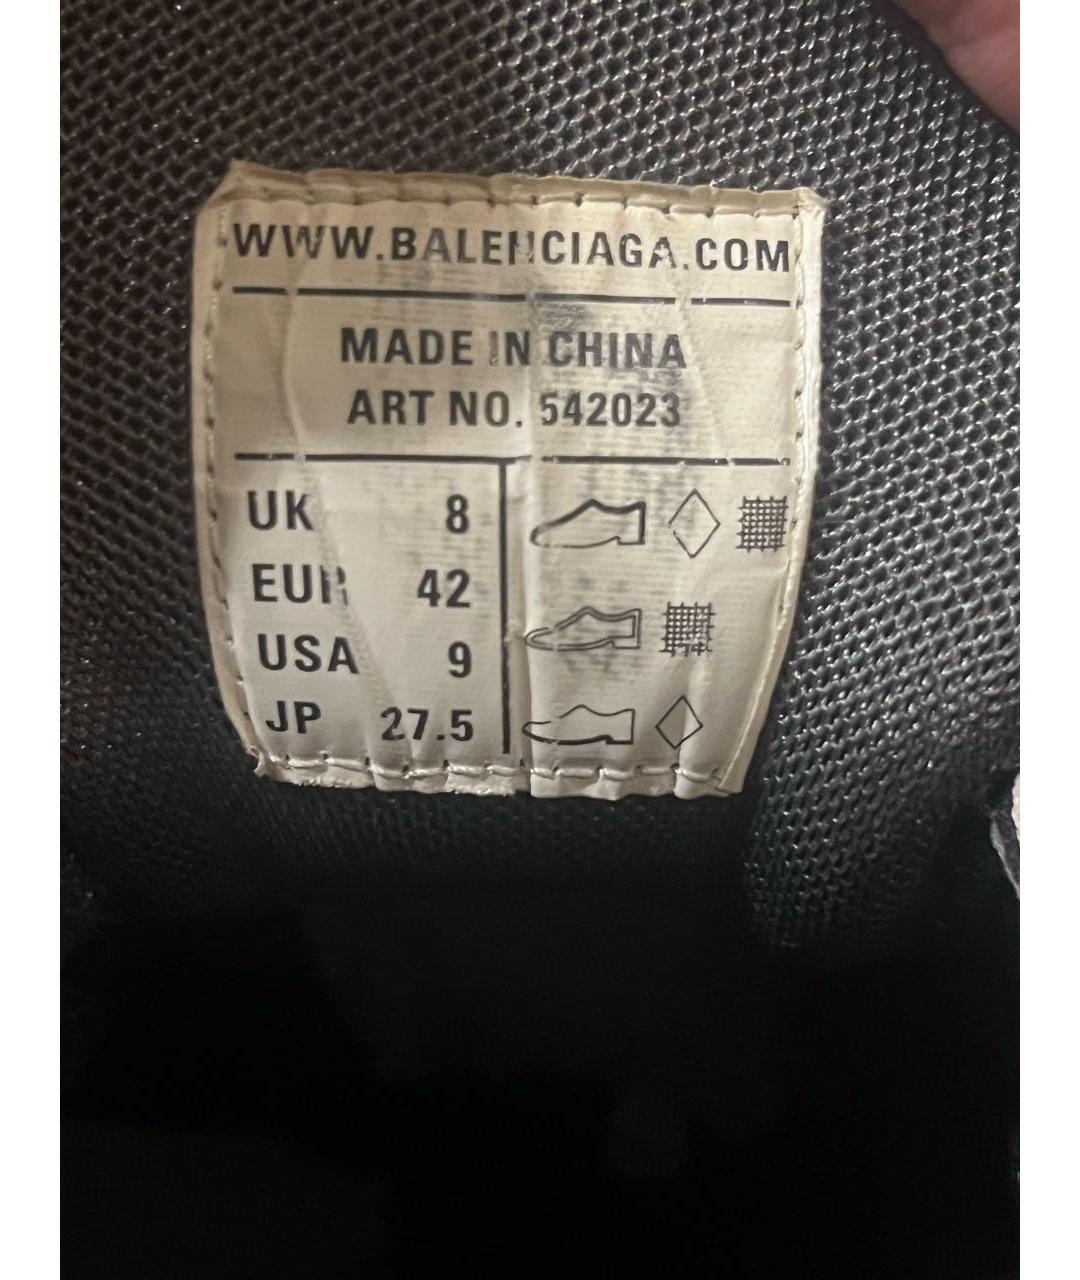 WWW.BALENCIAGA.COM
MADE IN CHINA
ART NO. 542023
UK 8
EUR 42
USA 9
JP 27.5